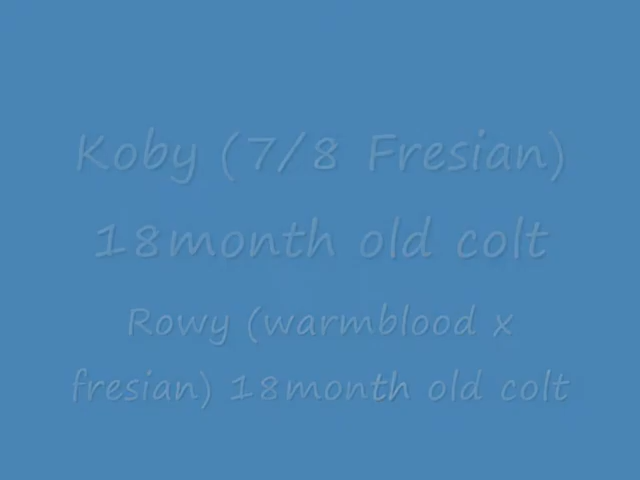 Koby (7/8 Fresian)
18month old colt
Rowy (warmblood x
fresian) 18month old colt